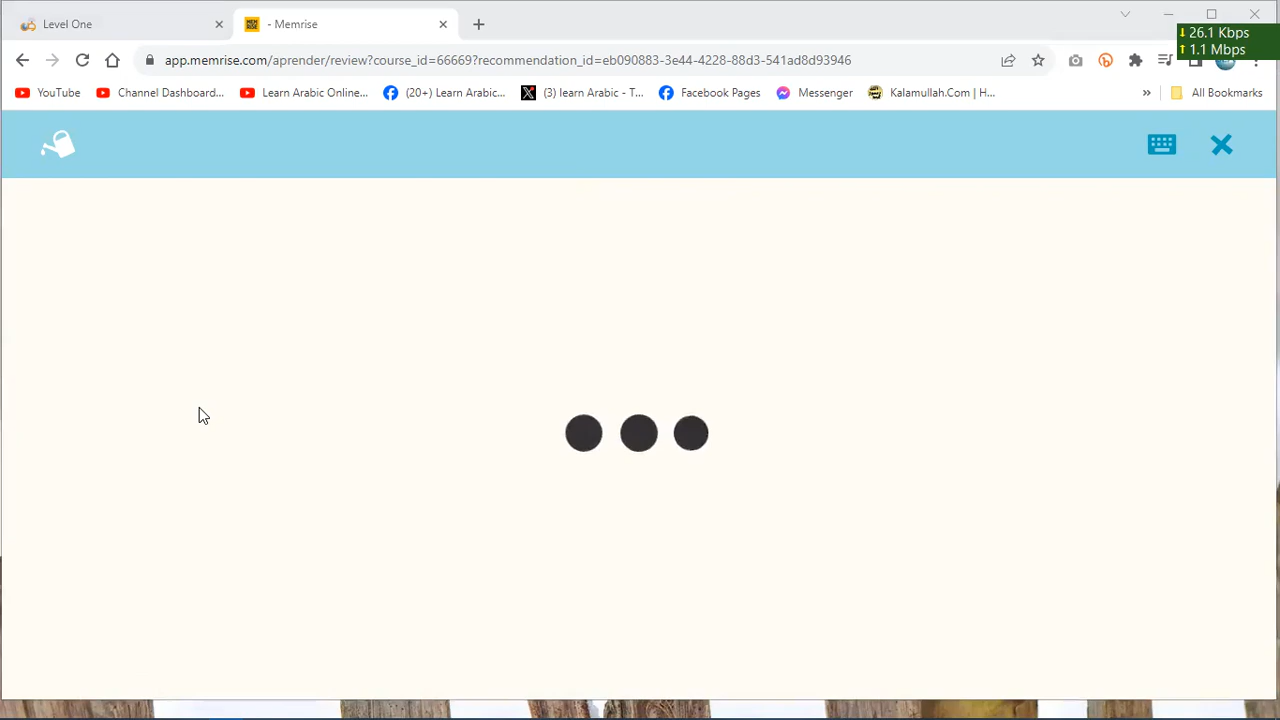 Level One
- Memrise
26.1 Kbps
1.1 Mbps
app.memrise.com/aprender/review?course_id=66669?recommendation_id=eb090883-3e44-4228-88d3-541ad8d93946
YouTube
Channel Dashboard...
Learn Arabic Online...
(20+) Learn Arabic...
(3) learn Arabic - T...
Facebook Pages
Messenger
Kalamullah.Com | H...
»
All Bookmarks